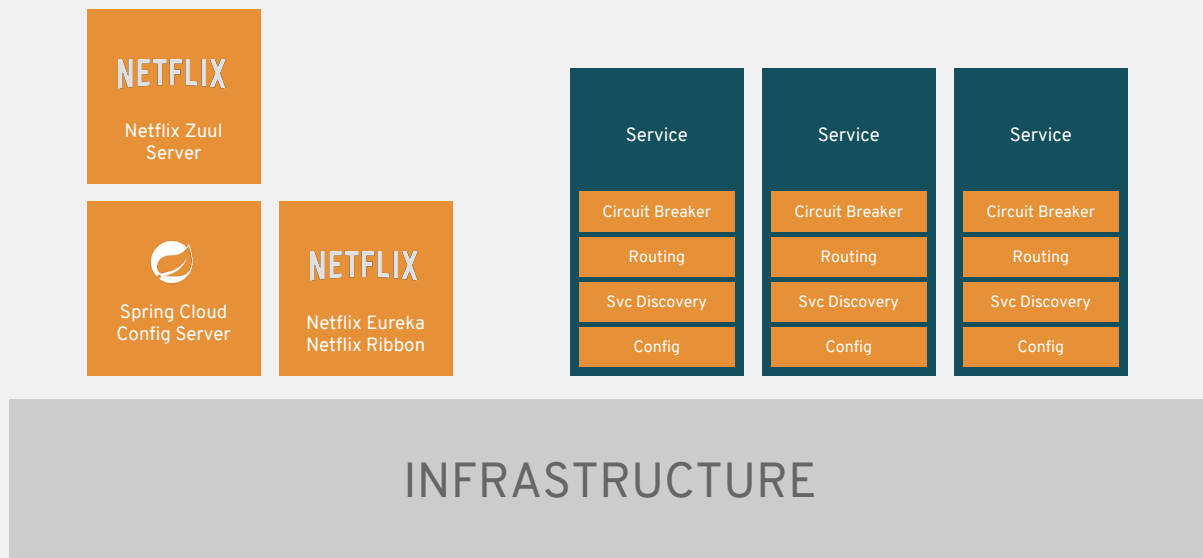 NETFLIX
Netflix Zuul
Server
Spring Cloud
Config Server
NETFLIX
Netflix Eureka
Netflix Ribbon
Service
Circuit Breaker
Routing
Svc Discovery
Config
Service
Circuit Breaker
Routing
Svc Discovery
Config
Service
Circuit Breaker
Routing
Svc Discovery
Config
INFRASTRUCTURE